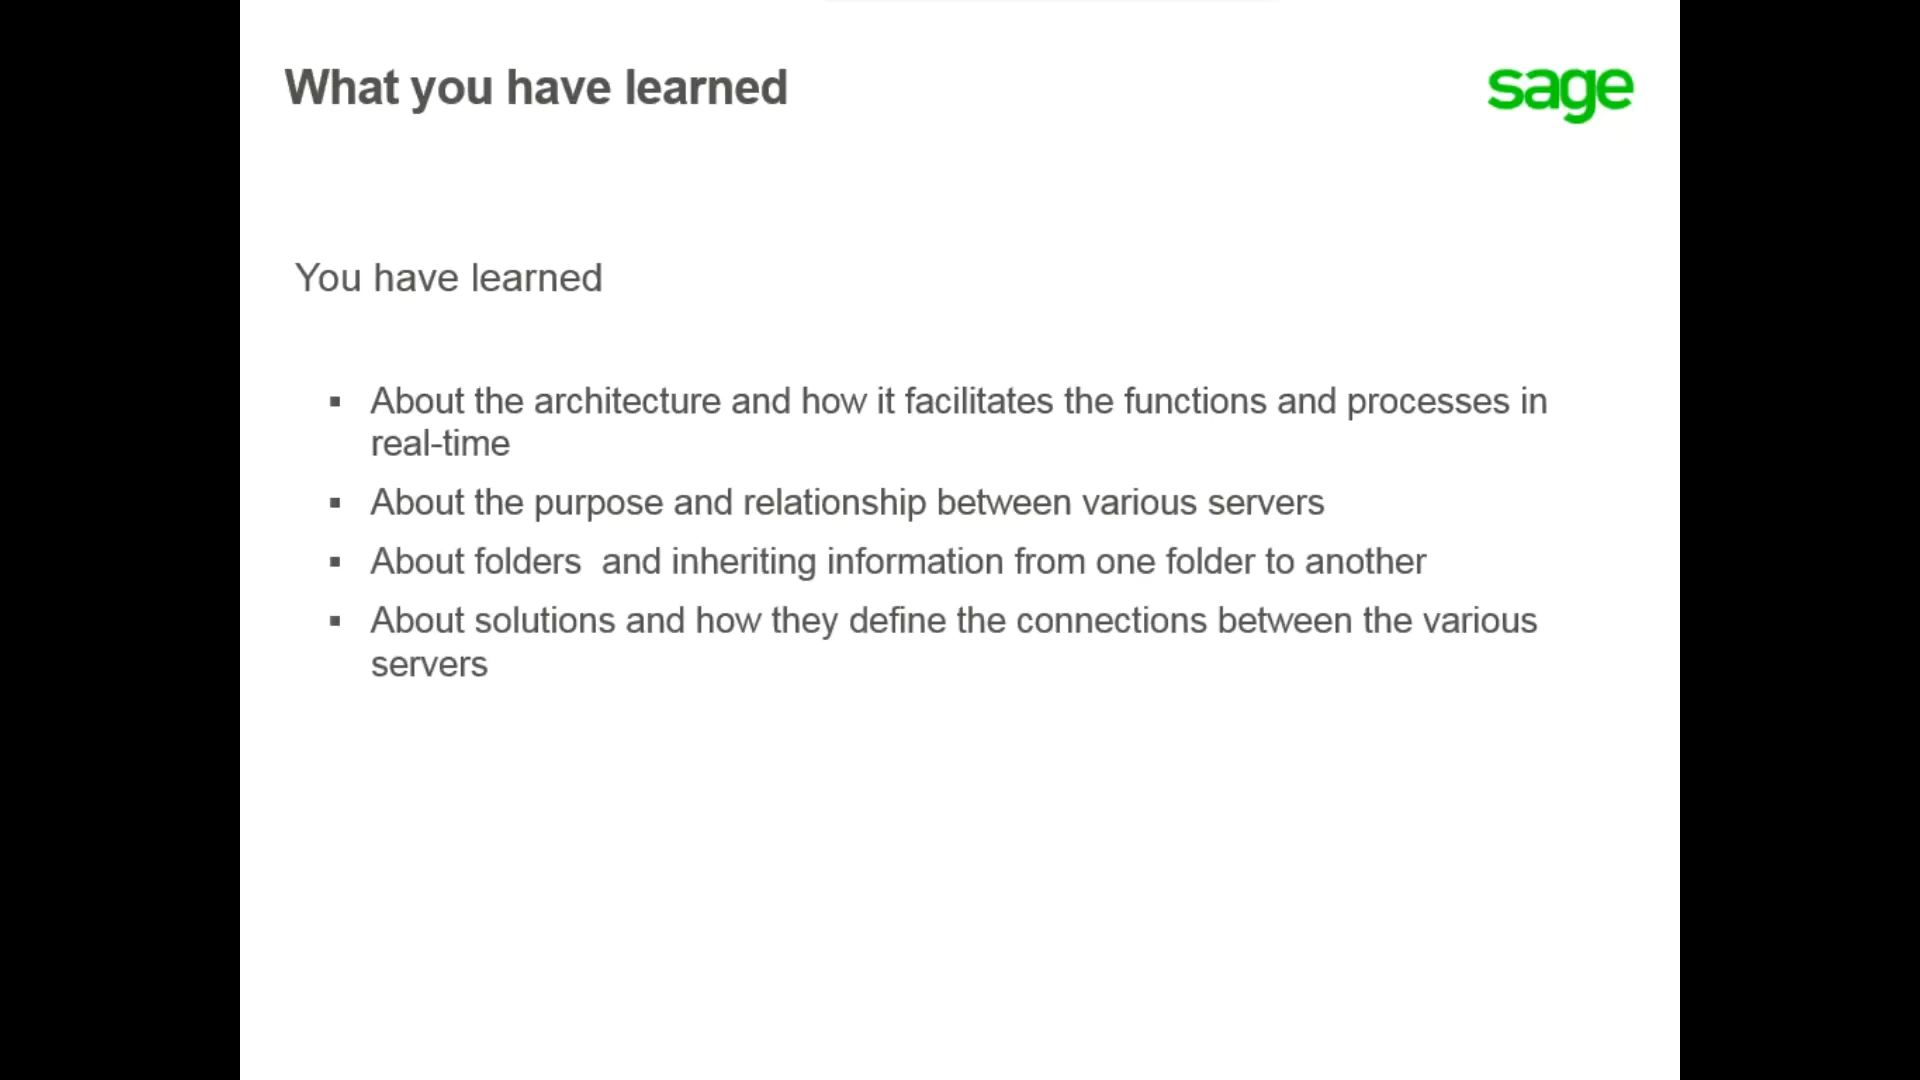 What you have learned
sage
You have learned
▪ About the architecture and how it facilitates the functions and processes in
real-time
▪ About the purpose and relationship between various servers
▪ About folders  and inheriting information from one folder to another
▪ About solutions and how they define the connections between the various
servers